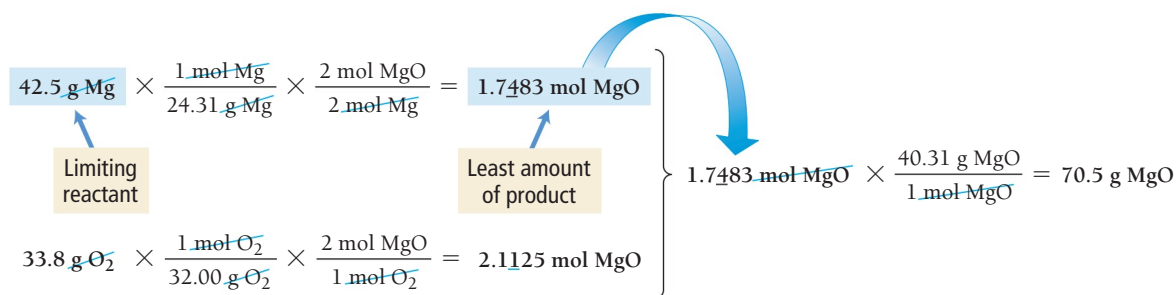 42.5 g Mg × 1 mol Mg / 24.31 g Mg × 2 mol MgO / 2 mol Mg = 1.7483 mol MgO
Limiting
reactant
Least amount
of product
33.8 g O₂ × 1 mol O₂ / 32.00 g O₂ × 2 mol MgO / 1 mol O₂ = 2.1125 mol MgO
1.7483 mol MgO × 40.31 g MgO / 1 mol MgO = 70.5 g MgO